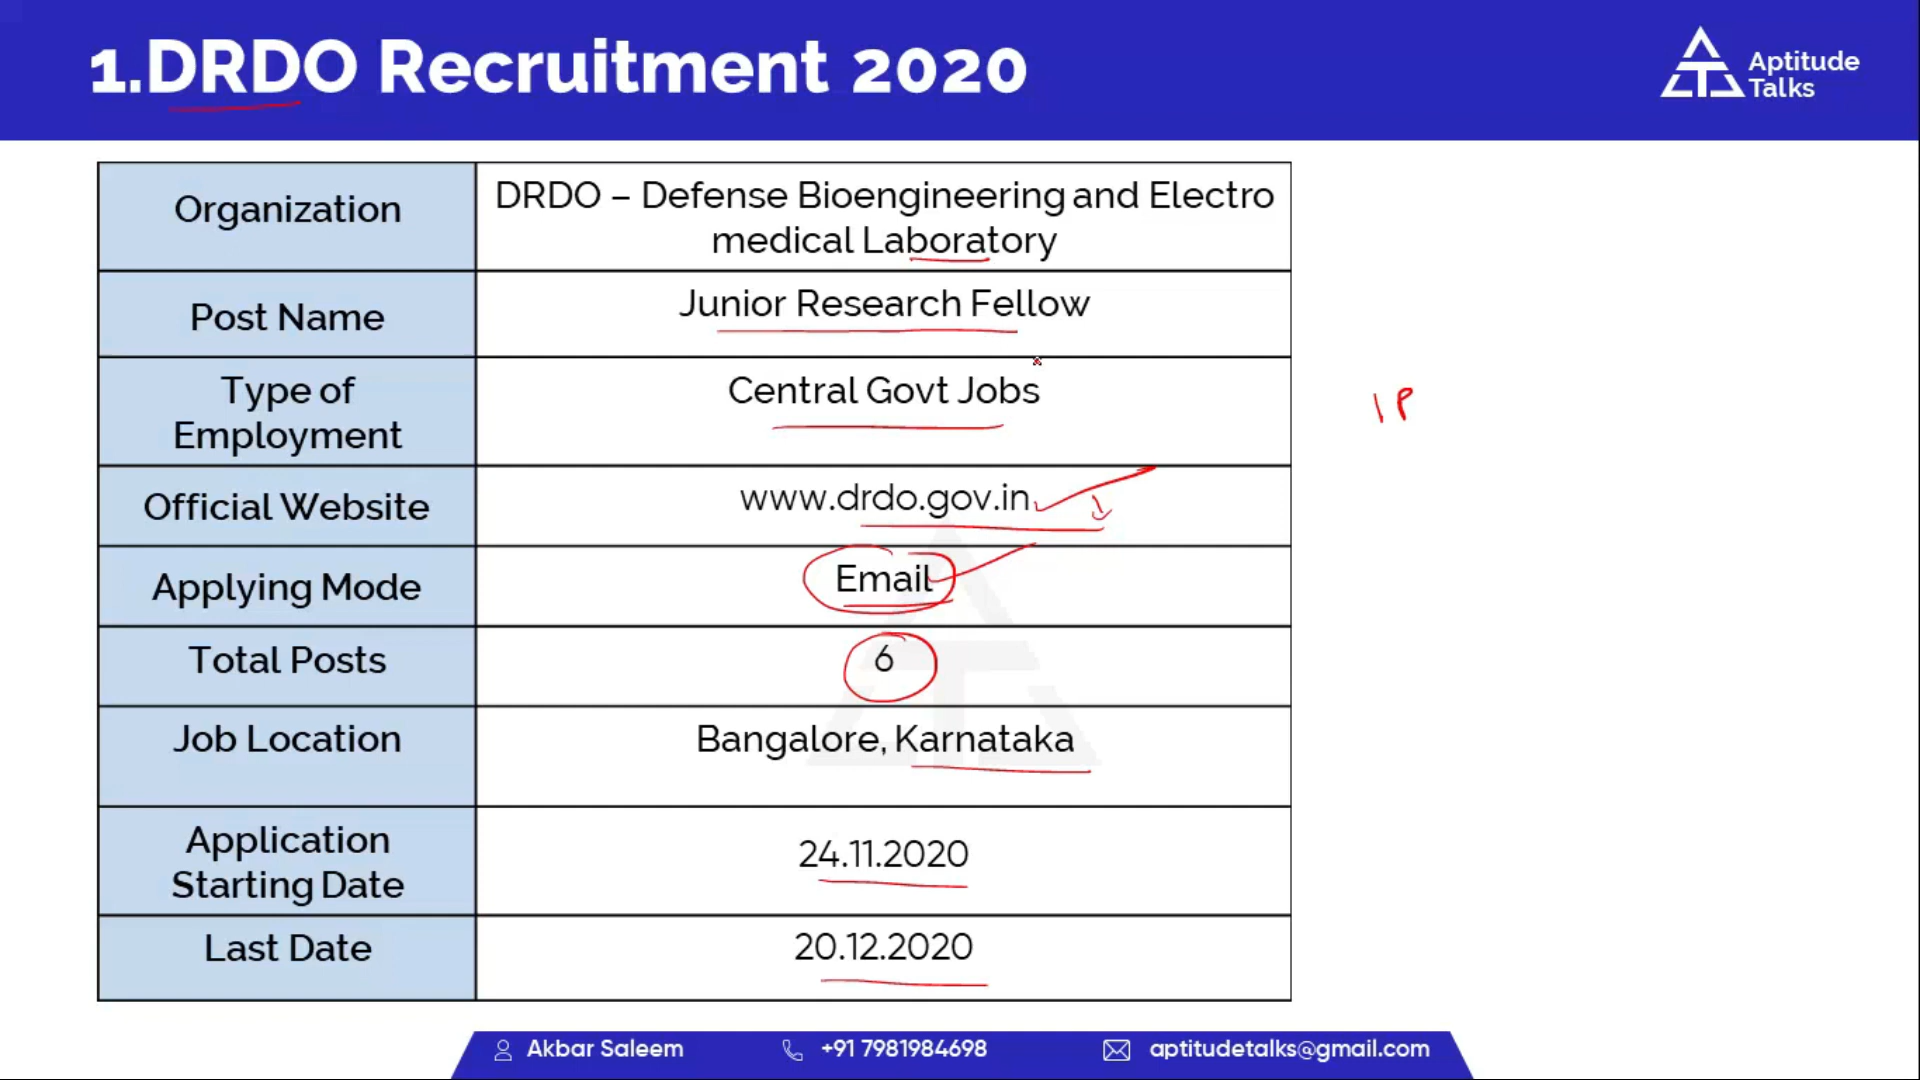 1.DRDO Recruitment 2020
Aptitude
Talks
Organization
DRDO – Defense Bioengineering and Electro
medical Laboratory
Post Name
Junior Research Fellow
Type of
Employment
Central Govt Jobs
1P
Official Website
www.drdo.gov.in
Applying Mode
Email
Total Posts
6
Job Location
Bangalore, Karnataka
Application
Starting Date
24.11.2020
Last Date
20.12.2020
Akbar Saleem
+91 7981984698
aptitudetalks@gmail.com